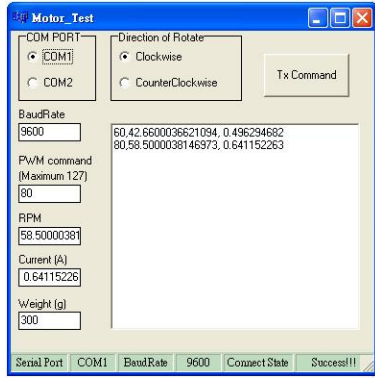 Motor_Test
COM PORT
COM1
COM2
Direction of Rotate
Clockwise
CounterClockwise
Tx Command
BaudRate
9600
PWM command
(Maximum 127)
80
RPM
58.50000381
Current (A)
0.64115226
Weight (g)
300
60,42.6600036621094, 0.496294682
80,58.5000038146973, 0.641152263
Serial Port COM1 BaudRate 9600 Connect State Success!!!